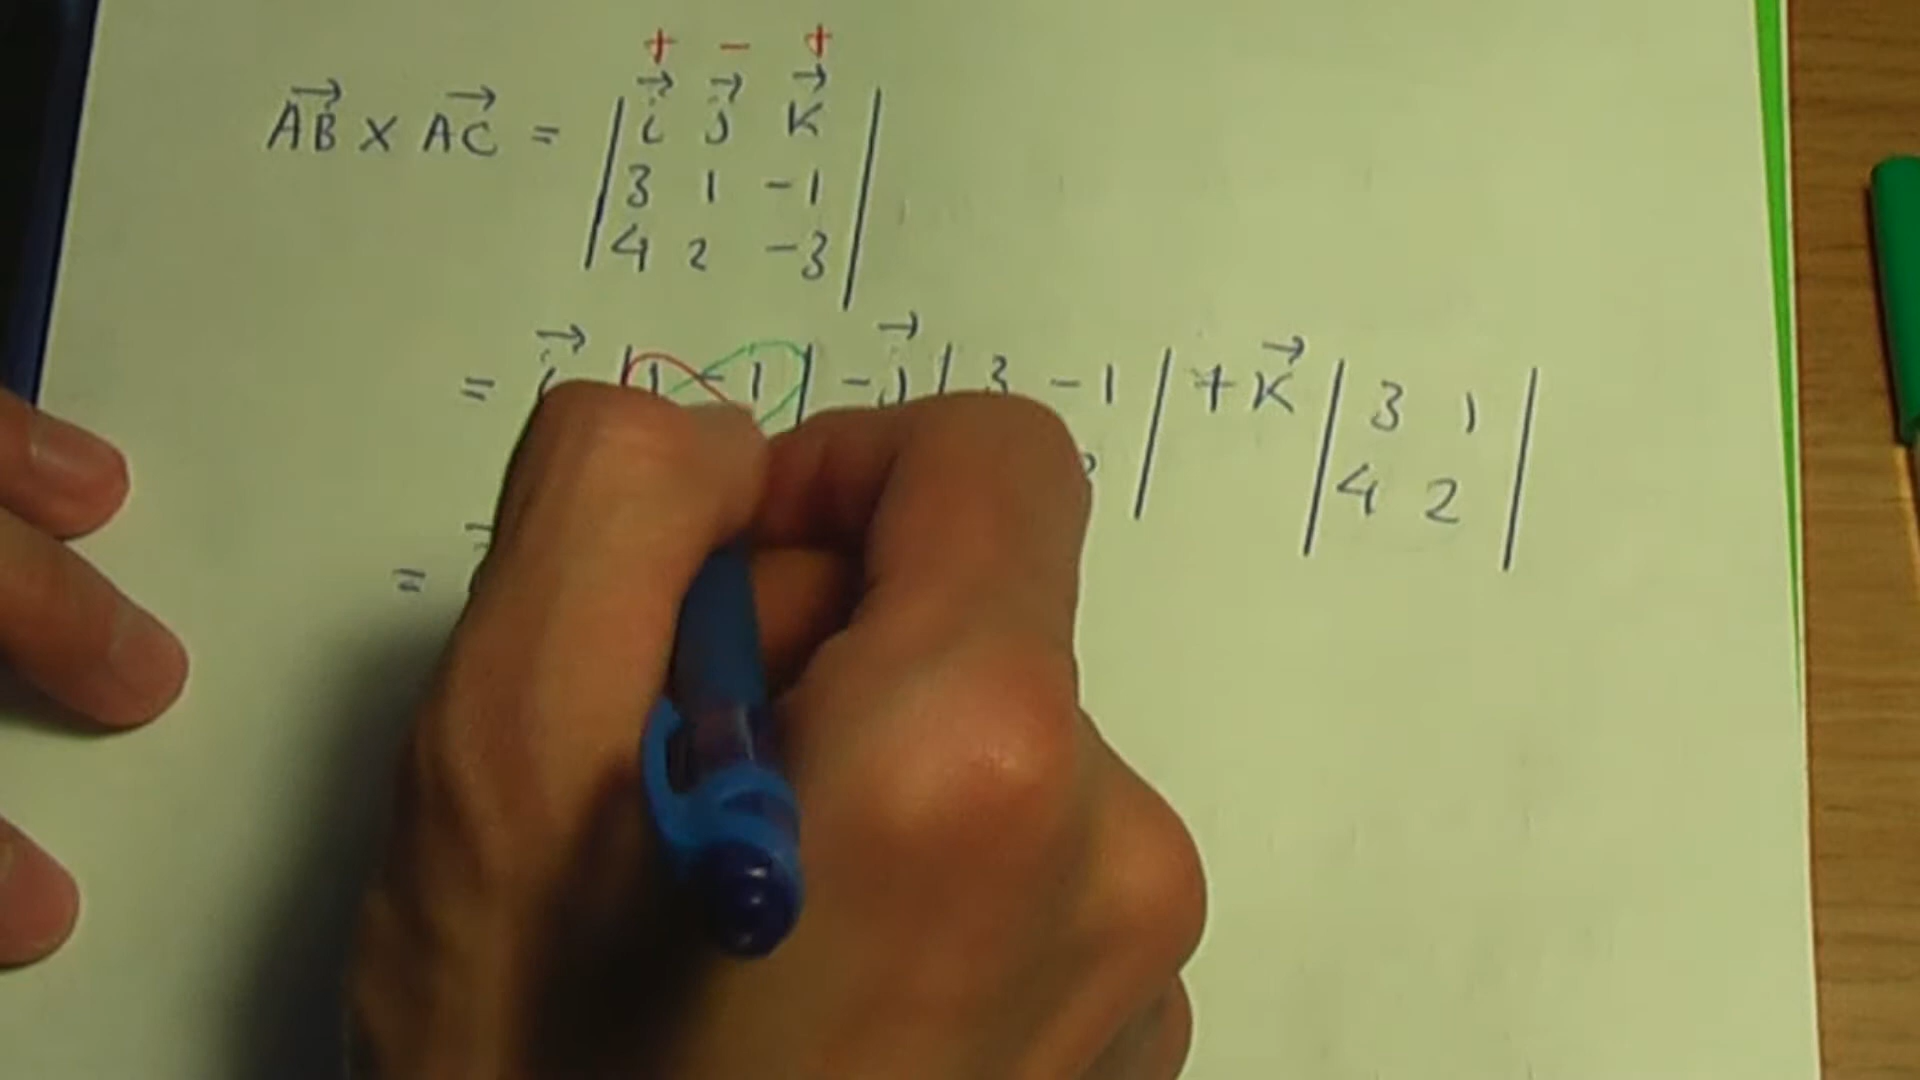 + - +
→ → → → →
AB × AC = | i j k |
3 1 -1
4 2 -3
→ → →
= i | 1 -1 | - j | 3 -1 | + k | 3 1 |
4 2
=